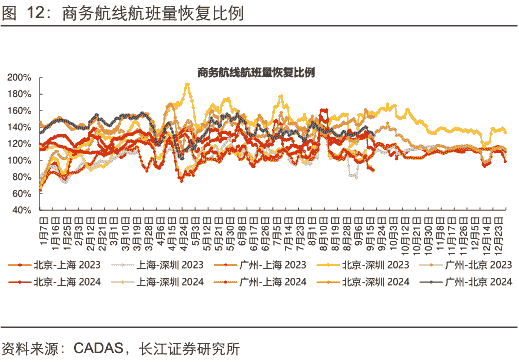 图 12：商务航线航班量恢复比例
商务航线航班量恢复比例
200%
180%
160%
140%
120%
100%
80%
60%
40%
1月7日 1月16日 1月25日 2月3日 2月12日 2月21日 3月1日 3月10日 3月19日 3月28日 4月6日 4月15日 4月24日 5月3日 5月12日 5月21日 5月30日 6月8日 6月17日 6月26日 7月5日 7月14日 7月23日 8月1日 8月10日 8月19日 8月28日 9月6日 9月15日 9月24日 10月3日 10月12日 10月21日 10月30日 11月8日 11月17日 11月26日 12月5日 12月14日 12月23日
北京-上海 2023 上海-深圳 2023 广州-上海 2023 北京-深圳 2023 广州-北京 2023
北京-上海 2024 上海-深圳 2024 广州-上海 2024 北京-深圳 2024 广州-北京 2024
资料来源：CADAS，长江证券研究所